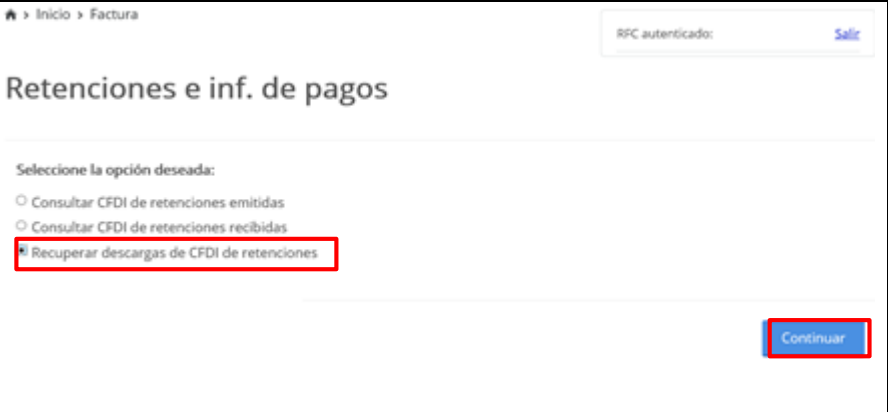 > Inicio > Factura
RFC autenticado: Salir
Retenciones e inf. de pagos
Seleccione la opción deseada:
Consultar CFDI de retenciones emitidas
Consultar CFDI de retenciones recibidas
Recuperar descargas de CFDI de retenciones
Continuar